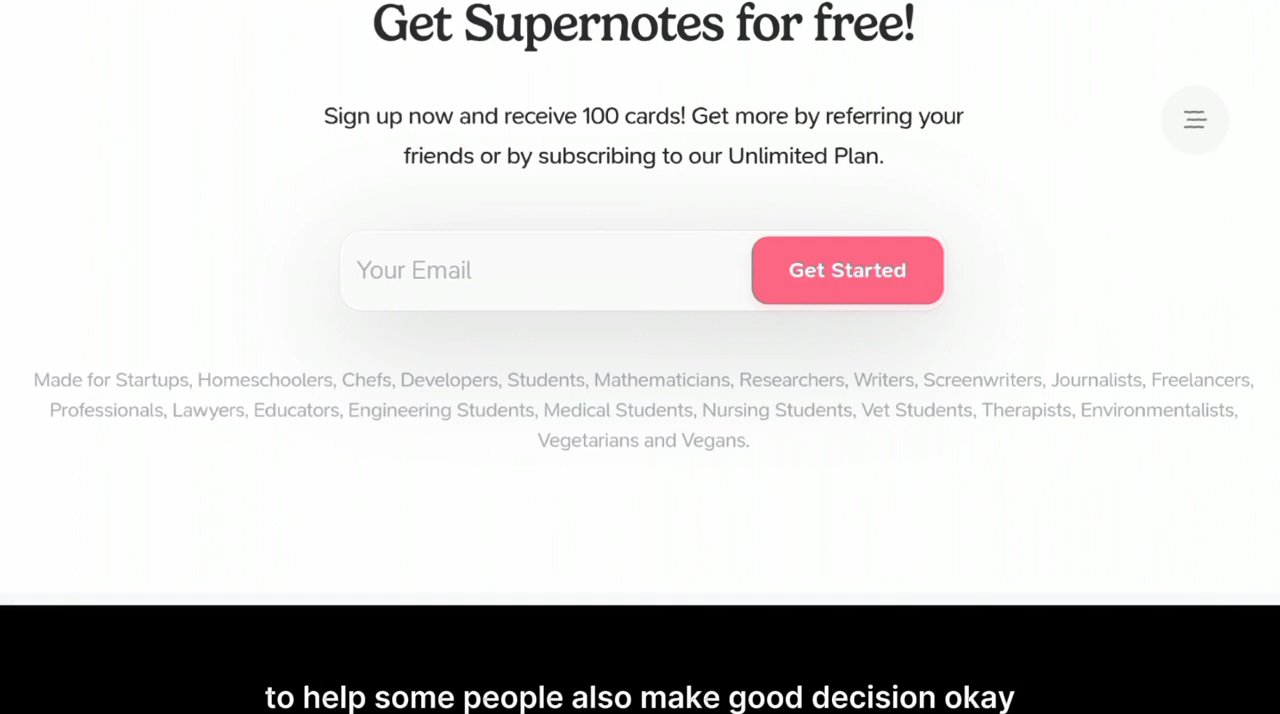 Get Supernotes for free!
Sign up now and receive 100 cards! Get more by referring your
friends or by subscribing to our Unlimited Plan.
Your Email
Get Started
Made for Startups, Homeschoolers, Chefs, Developers, Students, Mathematicians, Researchers, Writers, Screenwriters, Journalists, Freelancers,
Professionals, Lawyers, Educators, Engineering Students, Medical Students, Nursing Students, Vet Students, Therapists, Environmentalists,
Vegetarians and Vegans.
to help some people also make good decision okay